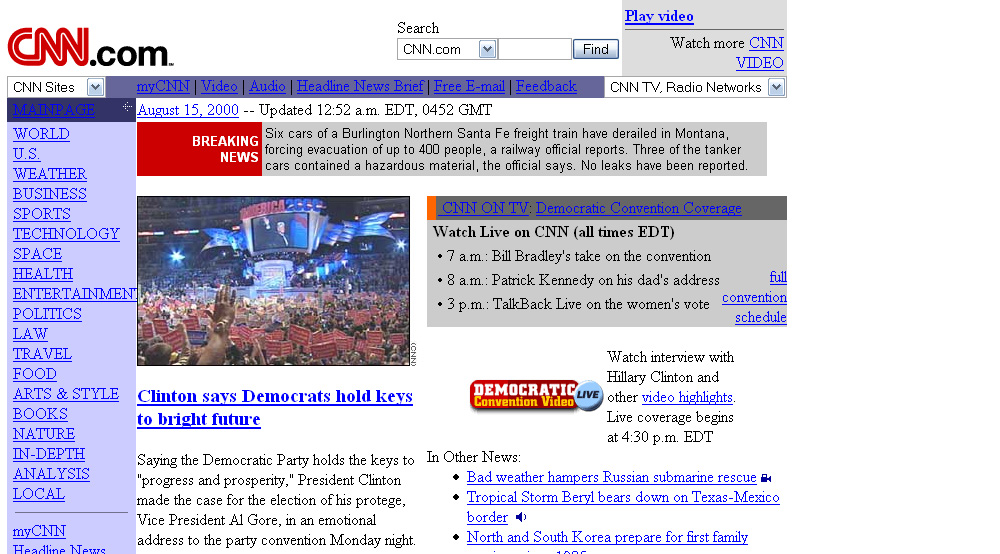 CNN.com
Search
CNN.com
Find
Play video
Watch more CNN
VIDEO
CNN Sites
myCNN | Video | Audio | Headline News Brief | Free E-mail | Feedback
CNN TV, Radio Networks
MAINPAGE
WORLD
U.S.
WEATHER
BUSINESS
SPORTS
TECHNOLOGY
SPACE
HEALTH
ENTERTAINMENT
POLITICS
LAW
TRAVEL
FOOD
ARTS & STYLE
BOOKS
NATURE
IN-DEPTH
ANALYSIS
LOCAL
myCNN
Headline News
August 15, 2000 -- Updated 12:52 a.m. EDT, 0452 GMT
BREAKING
NEWS
Six cars of a Burlington Northern Santa Fe freight train have derailed in Montana,
forcing evacuation of up to 400 people, a railway official reports. Three of the tanker
cars contained a hazardous material, the official says. No leaks have been reported.
AMERICA
(CNN)
Clinton says Democrats hold keys
to bright future
Saying the Democratic Party holds the keys to
"progress and prosperity," President Clinton
made the case for the election of his protege,
Vice President Al Gore, in an emotional
address to the party convention Monday night.
CNN ON TV: Democratic Convention Coverage
Watch Live on CNN (all times EDT)
• 7 a.m.: Bill Bradley's take on the convention
• 8 a.m.: Patrick Kennedy on his dad's address
• 3 p.m.: TalkBack Live on the women's vote
full
convention
schedule
DEMOCRATIC
Convention Video
LIVE
Watch interview with
Hillary Clinton and
other video highlights.
Live coverage begins
at 4:30 p.m. EDT
In Other News:
• Bad weather hampers Russian submarine rescue
• Tropical Storm Beryl bears down on Texas-Mexico
border
• North and South Korea prepare for first family